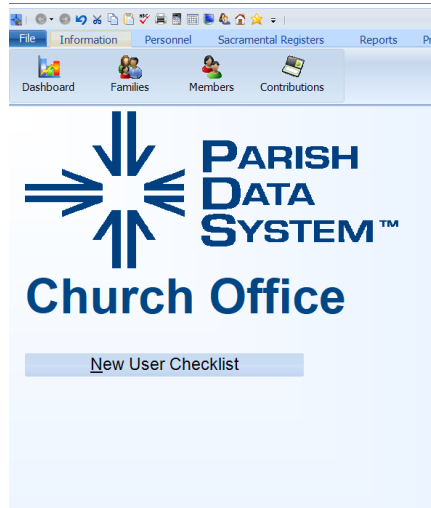 File Information Personnel Sacramental Registers Reports
Dashboard Families Members Contributions
PARISH
DATA
SYSTEM™
Church Office
New User Checklist